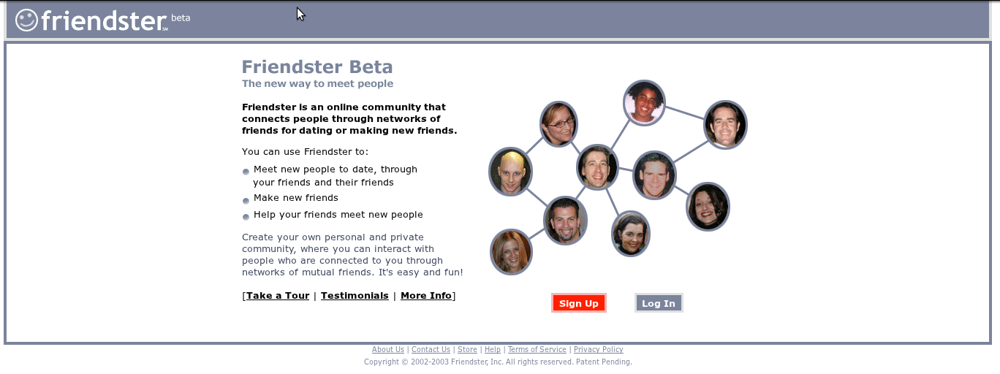 friendster℠ beta
Friendster Beta
The new way to meet people
Friendster is an online community that
connects people through networks of
friends for dating or making new friends.
You can use Friendster to:
Meet new people to date, through
your friends and their friends
Make new friends
Help your friends meet new people
Create your own personal and private
community, where you can interact with
people who are connected to you through
networks of mutual friends. It's easy and fun!
[Take a Tour | Testimonials | More Info]
Sign Up
Log In
About Us | Contact Us | Store | Help | Terms of Service | Privacy Policy
Copyright © 2002-2003 Friendster, Inc. All rights reserved. Patent Pending.